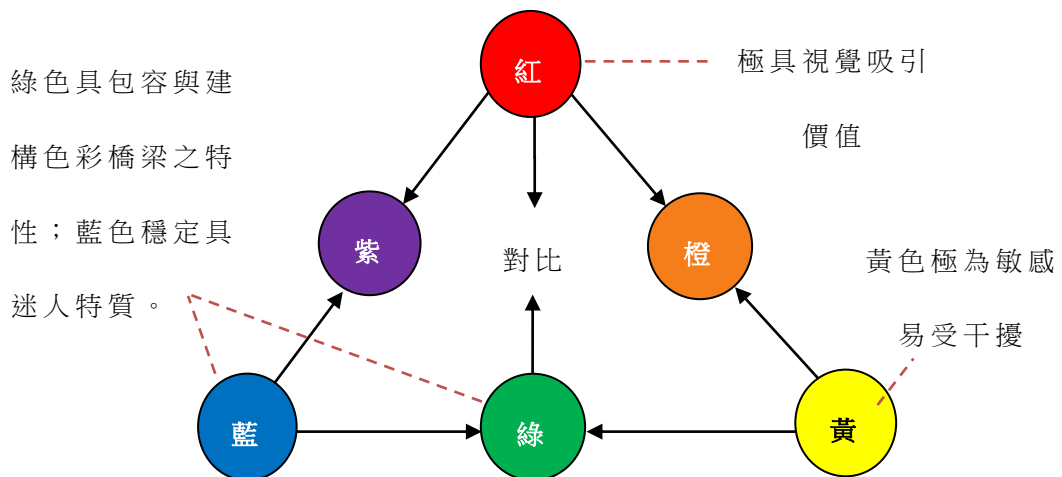 紅
極具視覺吸引
價值
綠色具包容與建
構色彩橋梁之特
性；藍色穩定具
迷人特質。
紫
對比
橙
黃色極為敏感
易受干擾
藍
綠
黃